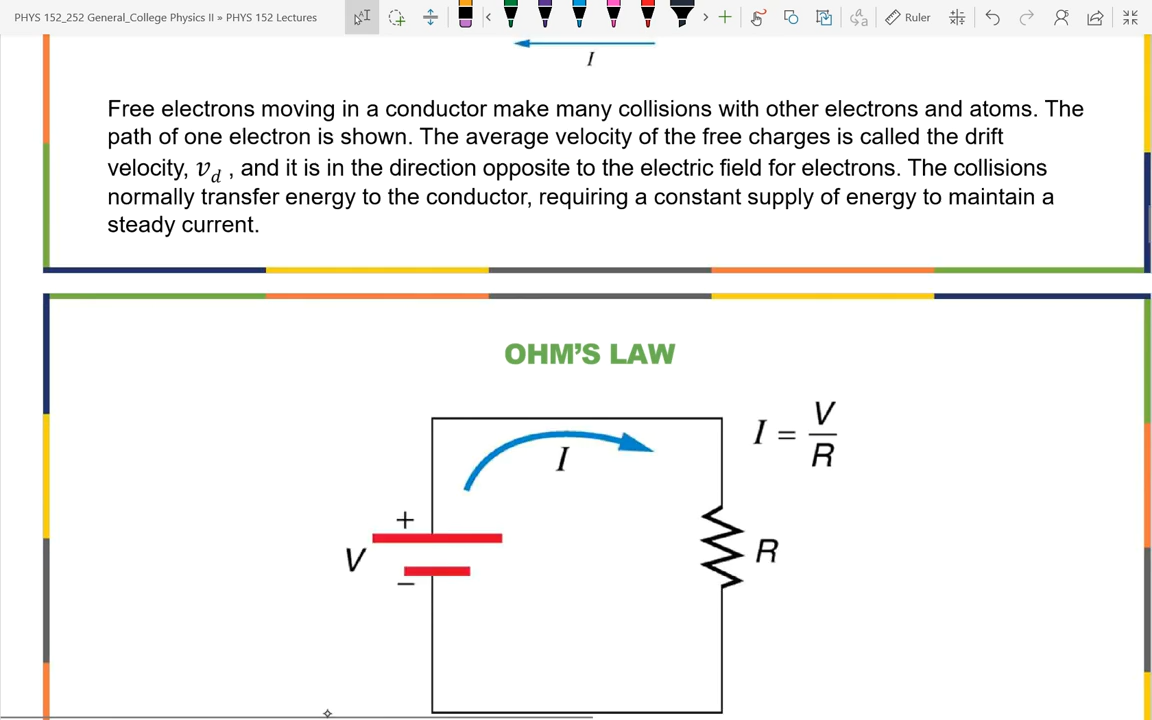 PHYS 152_252 General_College Physics II » PHYS 152 Lectures
Ruler
I
Free electrons moving in a conductor make many collisions with other electrons and atoms. The
path of one electron is shown. The average velocity of the free charges is called the drift
velocity, v_d , and it is in the direction opposite to the electric field for electrons. The collisions
normally transfer energy to the conductor, requiring a constant supply of energy to maintain a
steady current.
OHM'S LAW
I = V/R
I
+
V
−
R